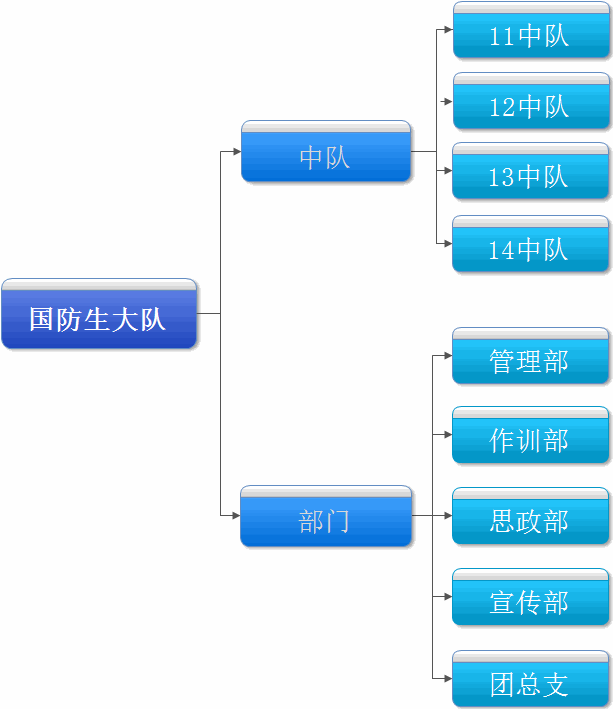 国防生大队
中队
11中队
12中队
13中队
14中队
部门
管理部
作训部
思政部
宣传部
团总支